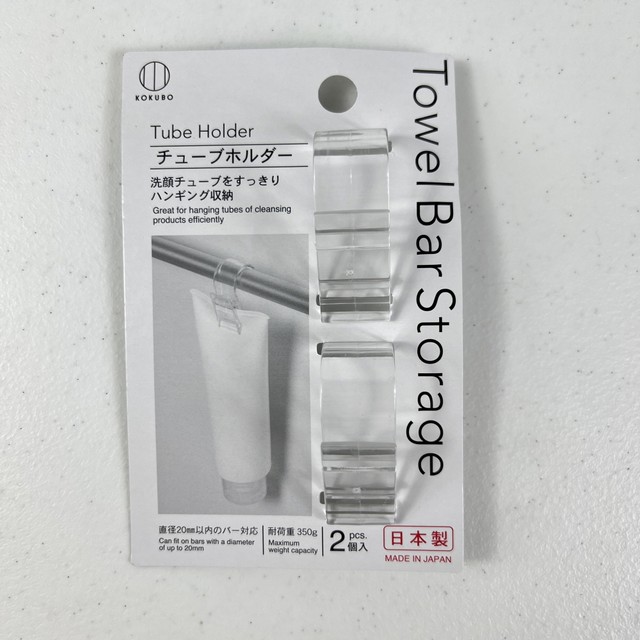 KOKUBO
Tube Holder
チューブホルダー
洗顔チューブをすっきり
ハンギング収納
Great for hanging tubes of cleansing
products efficiently
Towel Bar Storage
直径20mm以内のバー対応
Can fit on bars with a diameter
of up to 20mm
耐荷重 350g
Maximum
weight capacity
2 pcs.
個入
日本製
MADE IN JAPAN